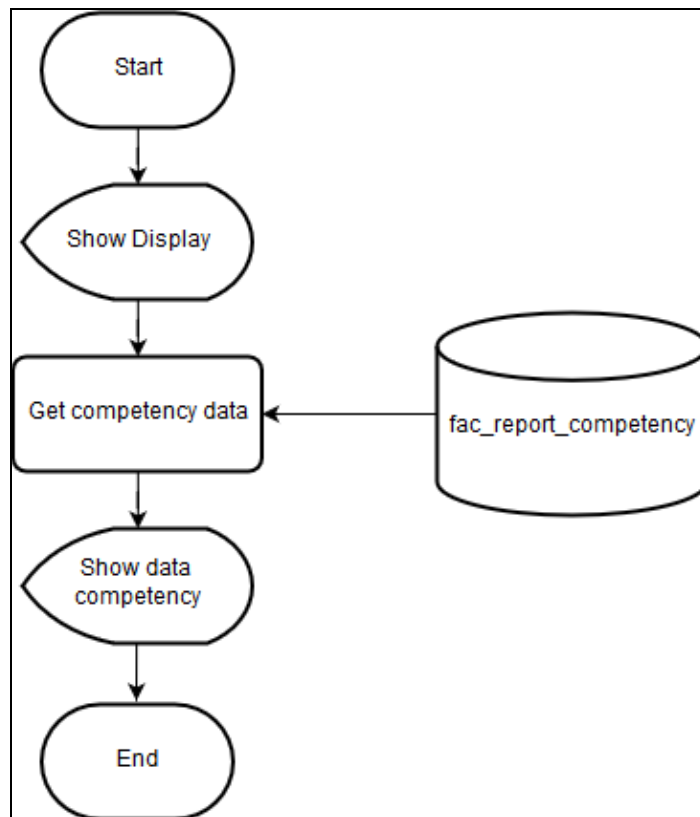 Start
Show Display
Get competency data
fac_report_competency
Show data
competency
End